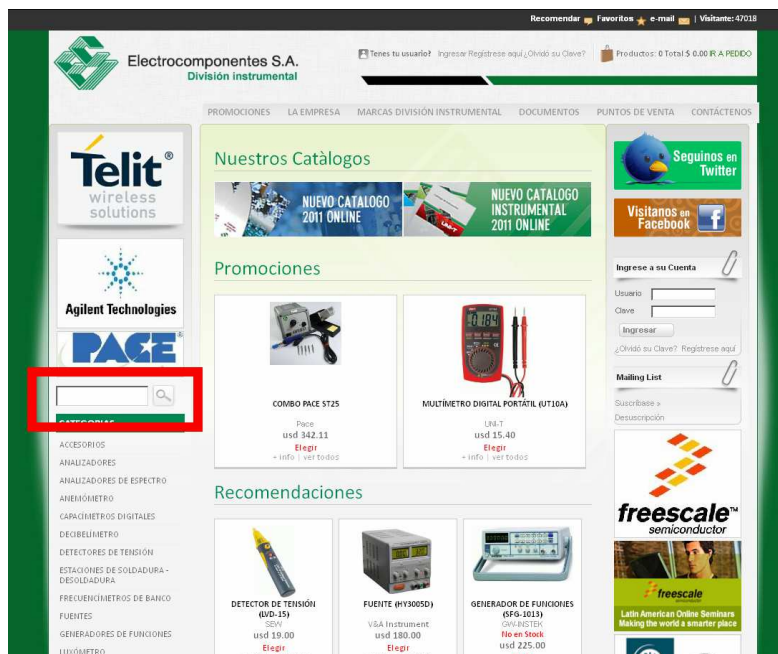 Recomendar Favoritos e-mail | Visitante: 47018
Electrocomponentes S.A.
División instrumental
Tenes tu usuario? Ingresar Regístrese aquí ¿Olvidó su Clave?
Productos: 0 Total $ 0.00 IR A PEDIDO
PROMOCIONES LA EMPRESA MARCAS DIVISIÓN INSTRUMENTAL DOCUMENTOS PUNTOS DE VENTA CONTÁCTENOS
Telit®
wireless
solutions
Agilent Technologies
PACE®
CATEGORIAS
ACCESORIOS
ANALIZADORES
ANALIZADORES DE ESPECTRO
ANEMÓMETRO
CAPACÍMETROS DIGITALES
DECIBELÍMETRO
DETECTORES DE TENSIÓN
ESTACIONES DE SOLDADURA -
DESOLDADURA
FRECUENCÍMETROS DE BANCO
FUENTES
GENERADORES DE FUNCIONES
LUXÓMETRO
Nuestros Catàlogos
NUEVO CATALOGO
2011 ONLINE
NUEVO CATALOGO
INSTRUMENTAL
2011 ONLINE
Promociones
COMBO PACE ST25
Pace
usd 342.11
Elegir
+ info | ver todos
MULTÍMETRO DIGITAL PORTÁTIL (UT10A)
UNI-T
usd 15.40
Elegir
+ info | ver todos
Recomendaciones
DETECTOR DE TENSIÓN
(LVD-15)
SEW
usd 19.00
Elegir
FUENTE (HY3005D)
V&A Instrument
usd 180.00
Elegir
GENERADOR DE FUNCIONES
(SFG-1013)
GW-INSTEK
No en Stock
usd 225.00
Seguinos en
Twitter
Visitanos en
Facebook
Ingrese a su Cuenta
Usuario
Clave
Ingresar
¿Olvidó su Clave? Regístrese aquí
Mailing List
Suscríbase »
Desuscripción
freescale™
semiconductor
freescale
Latin American Online Seminars
Making the world a smarter place